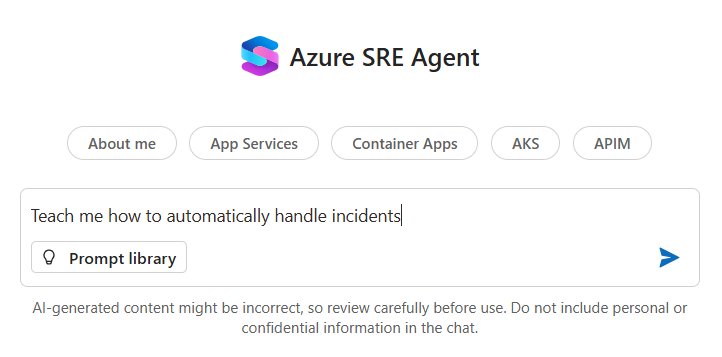 Azure SRE Agent
About me
App Services
Container Apps
AKS
APIM
Teach me how to automatically handle incidents
Prompt library
AI-generated content might be incorrect, so review carefully before use. Do not include personal or
confidential information in the chat.